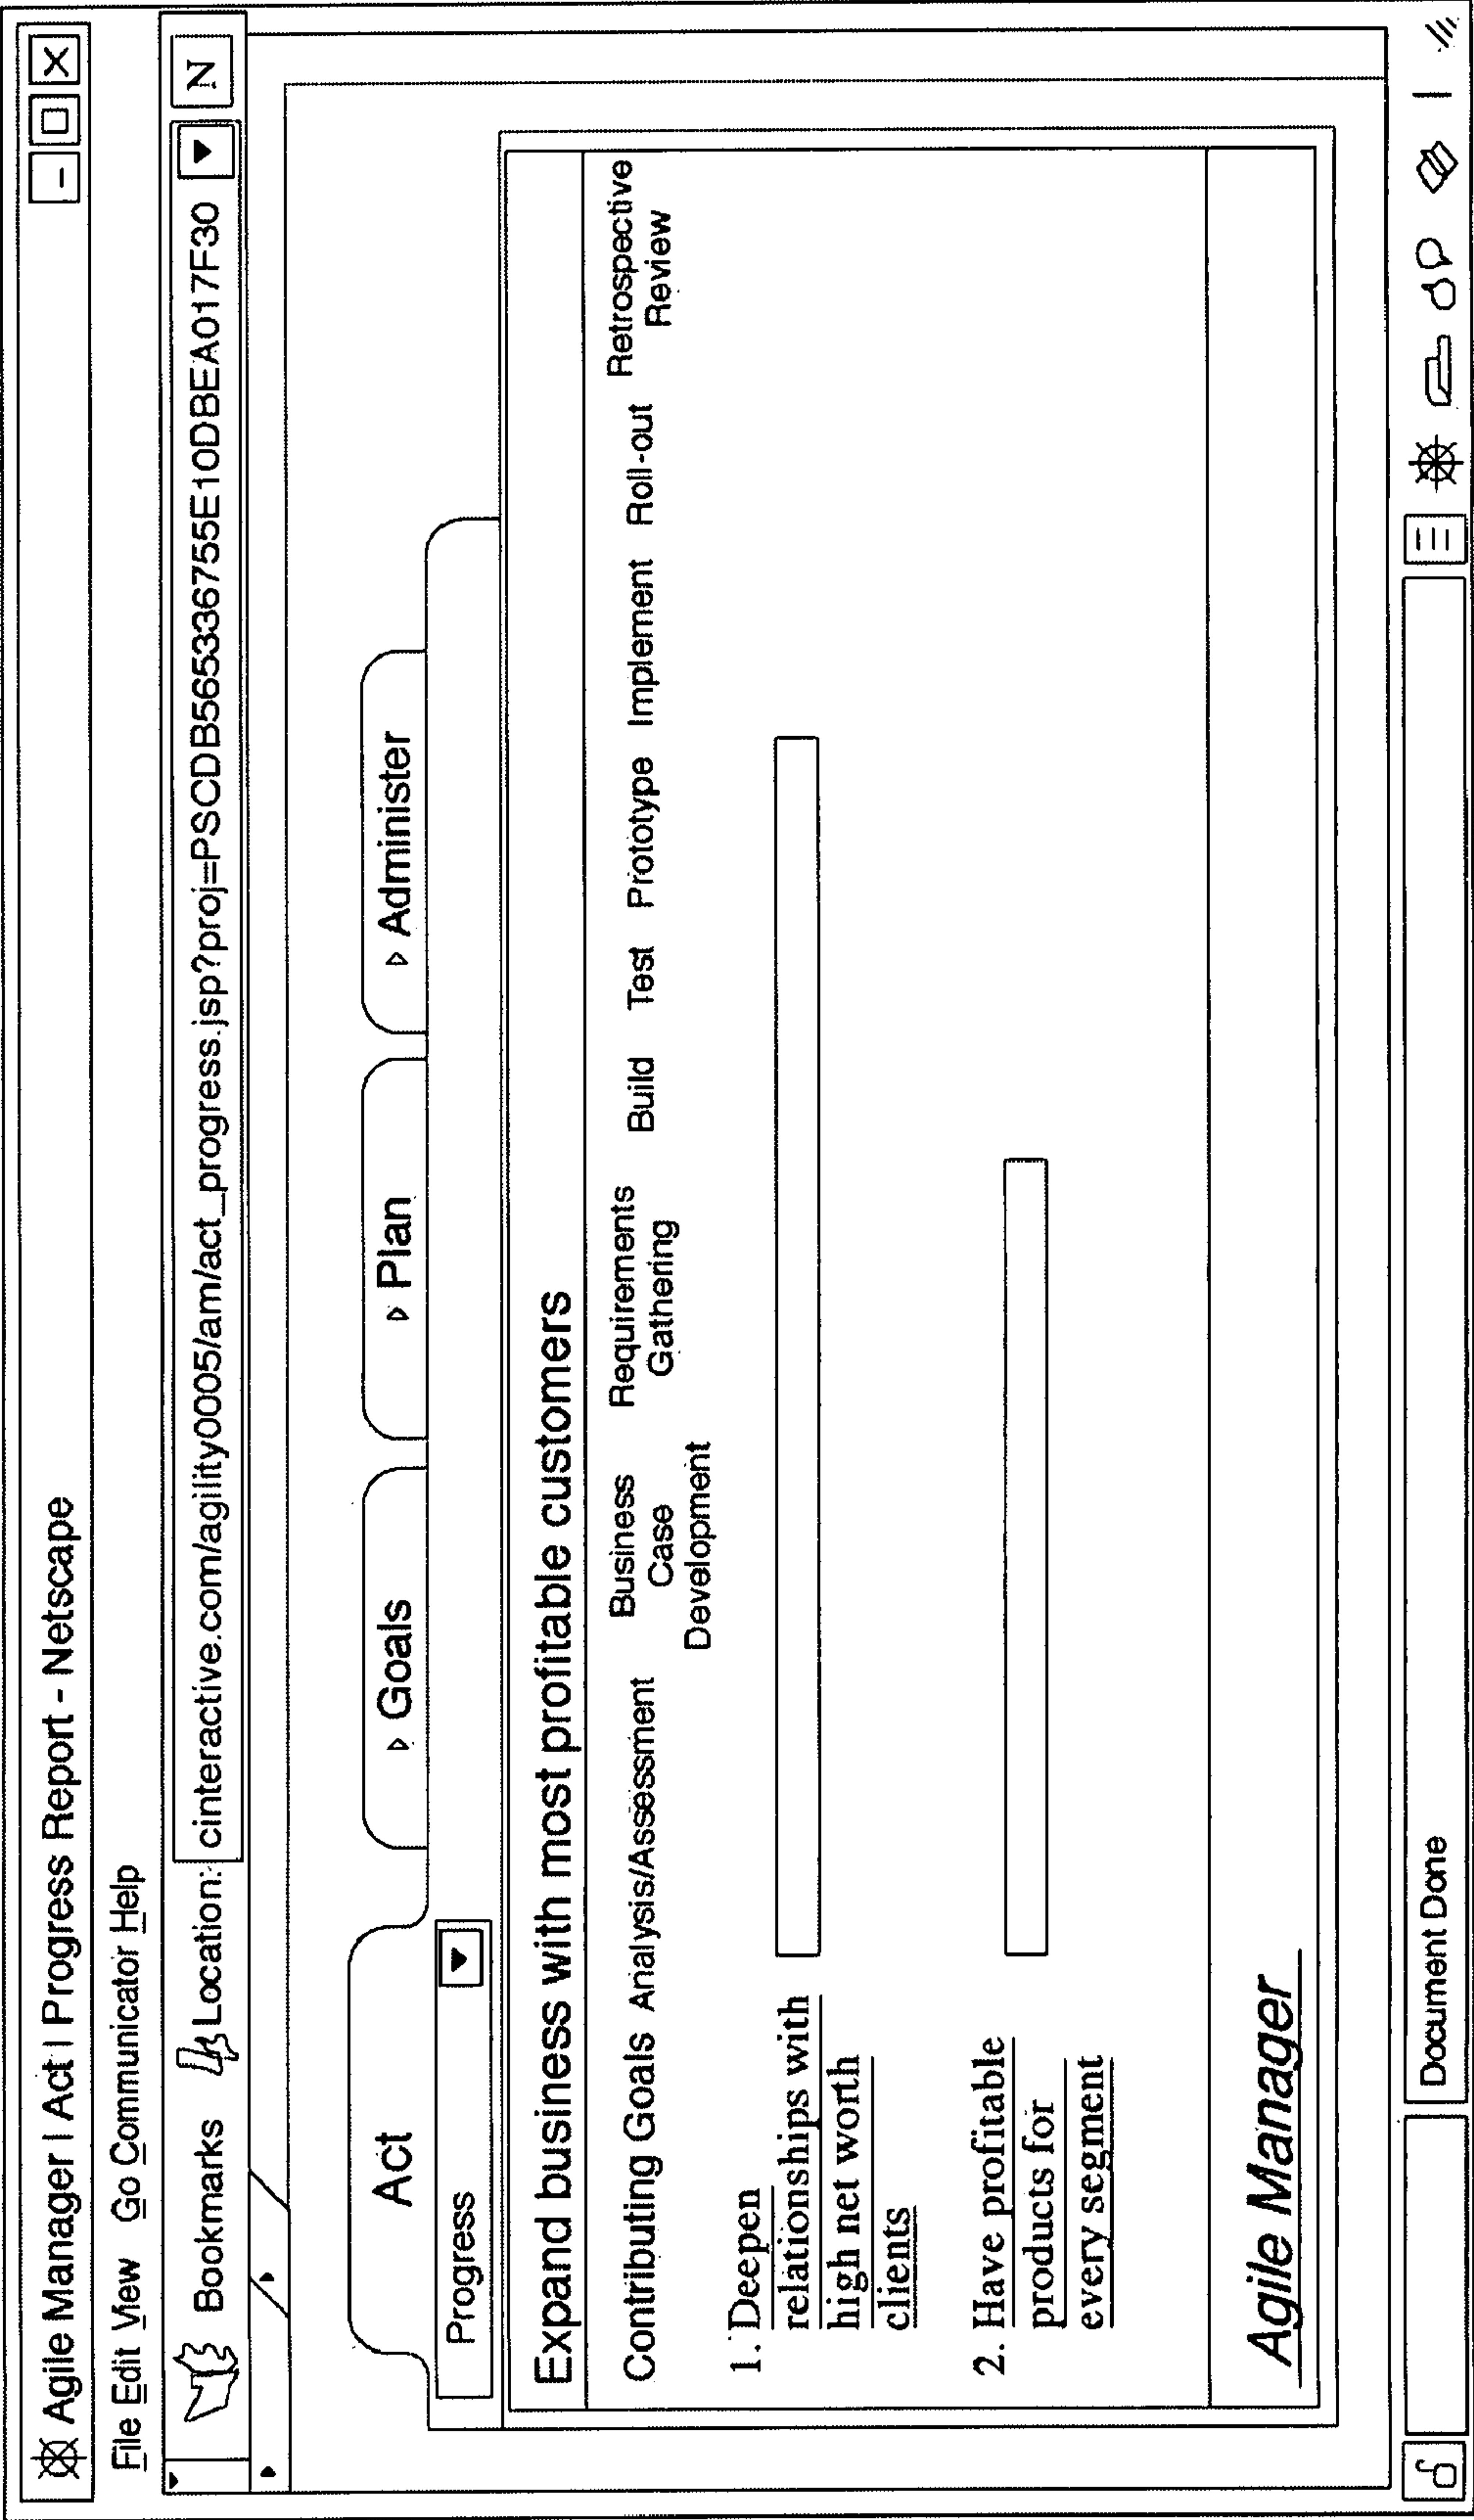 Agile Manager | Act | Progress Report - Netscape
File Edit View Go Communicator Help
Bookmarks Location: cinteractive.com/agility0005/am/act_progress.jsp?proj=PSCDB565336755E10DBEA017F30 N
Act Goals Plan Administer
Progress
Expand business with most profitable customers
Contributing Goals Analysis/Assessment Business Case Development Requirements Gathering Build Test Prototype Implement Roll-out Retrospective Review
1. Deepen
relationships with
high net worth
clients
2. Have profitable
products for
every segment
Agile Manager
Document Done